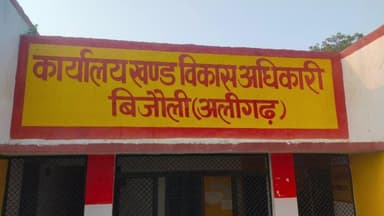 कार्यालय खण्ड विकास अधिकारी
बिजौली (अलीगढ़)